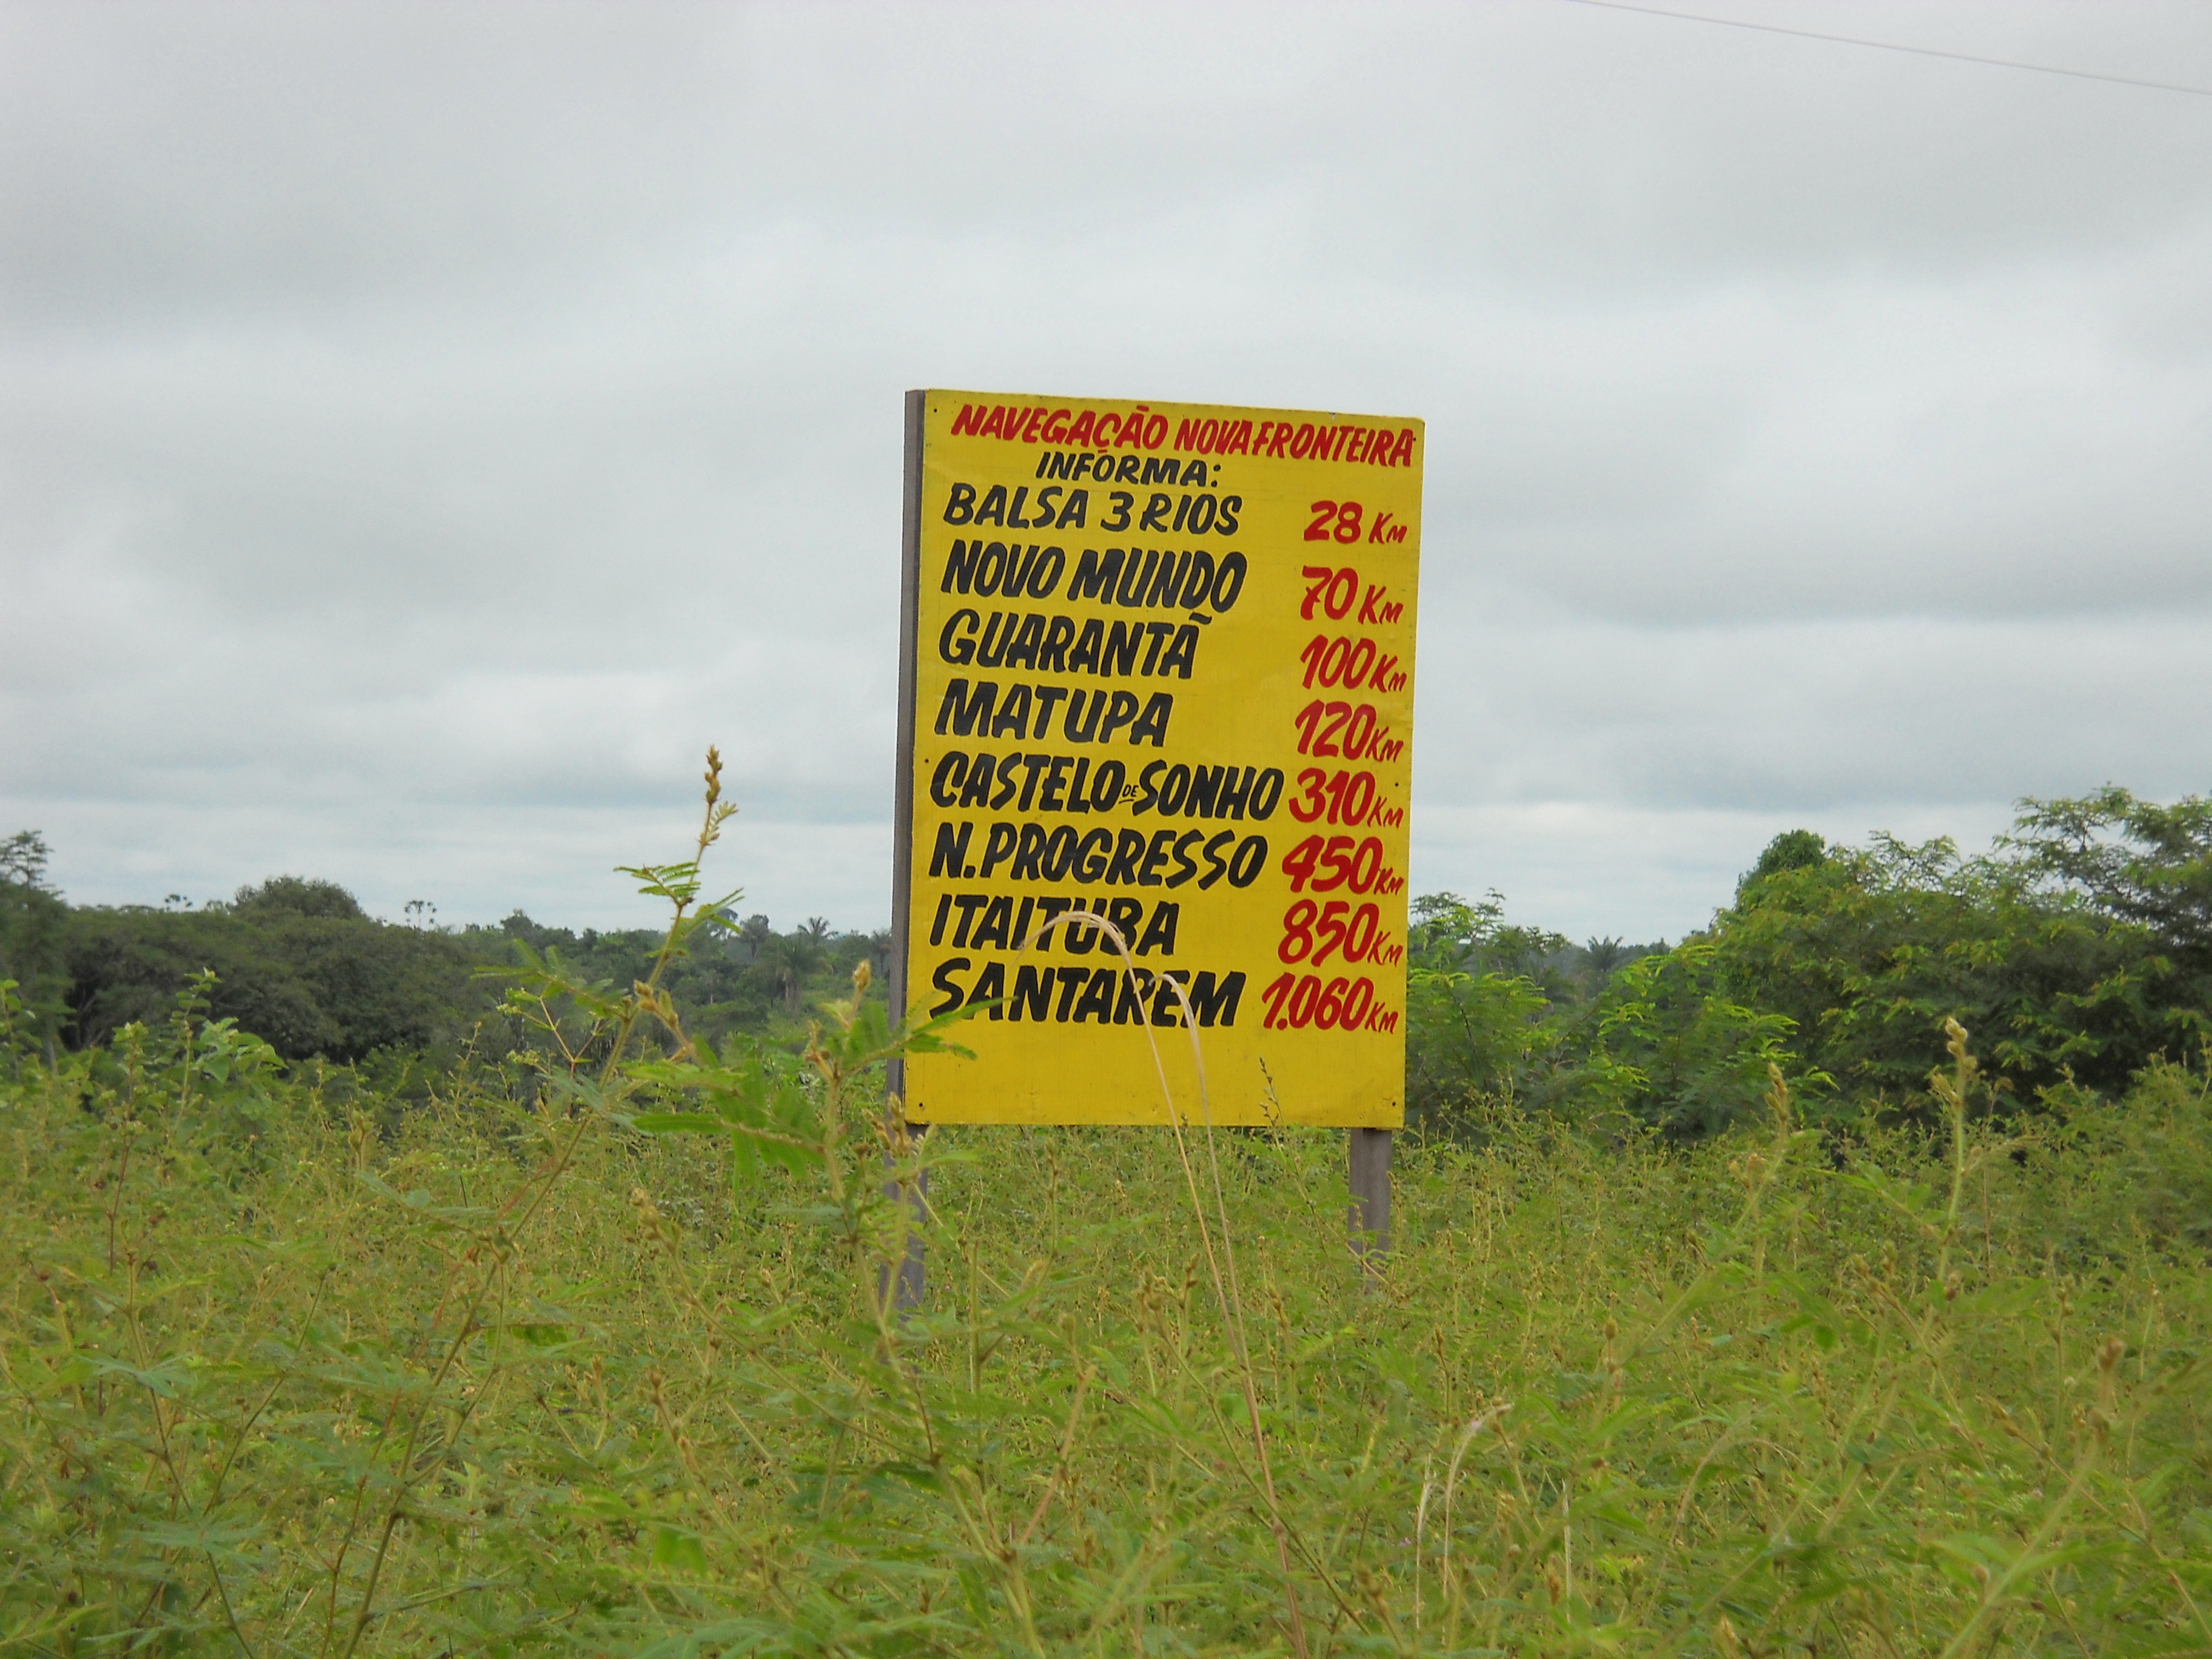 NAVEGAÇÃO NOVA FRONTEIRA
INFORMA:
BALSA 3 RIOS 28 KM
NOVO MUNDO 70 KM
GUARANTÃ 100 KM
MATUPA 120 KM
CASTELO DE SONHO 310 KM
N. PROGRESSO 450 KM
ITAITUBA 850 KM
SANTAREM 1.060 KM